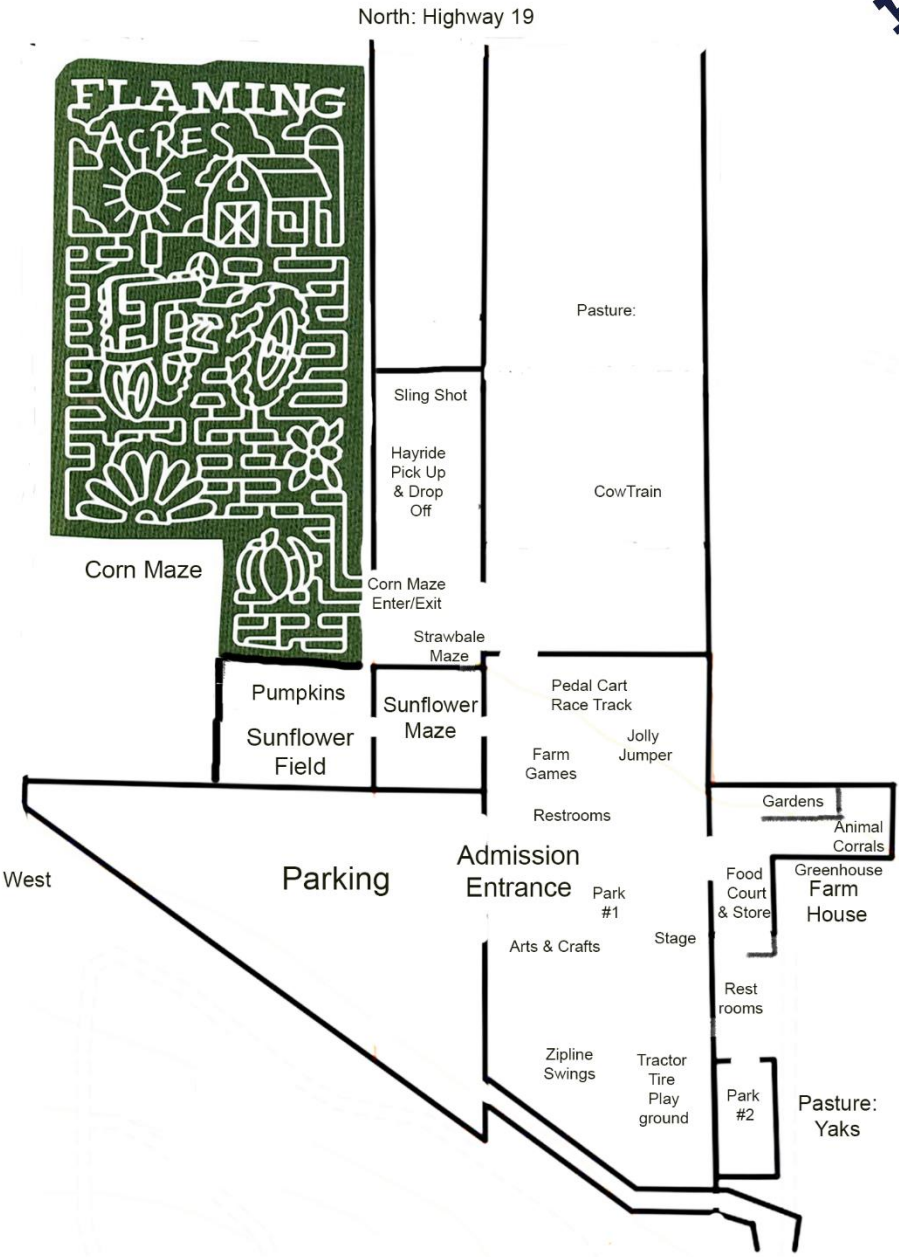 North: Highway 19
FLAMING
ACRES
Pasture:
Sling Shot
Hayride
Pick Up
& Drop
Off
CowTrain
Corn Maze
Corn Maze
Enter/Exit
Strawbale
Maze
Pumpkins
Sunflower
Field
Sunflower
Maze
Pedal Cart
Race Track
Jolly
Jumper
Farm
Games
Restrooms
Gardens
Animal
Corrals
Greenhouse
Farm
House
West
Parking
Admission
Entrance
Park
#1
Food
Court
& Store
Arts & Crafts
Stage
Rest
rooms
Zipline
Swings
Tractor
Tire
Play
ground
Park
#2
Pasture:
Yaks